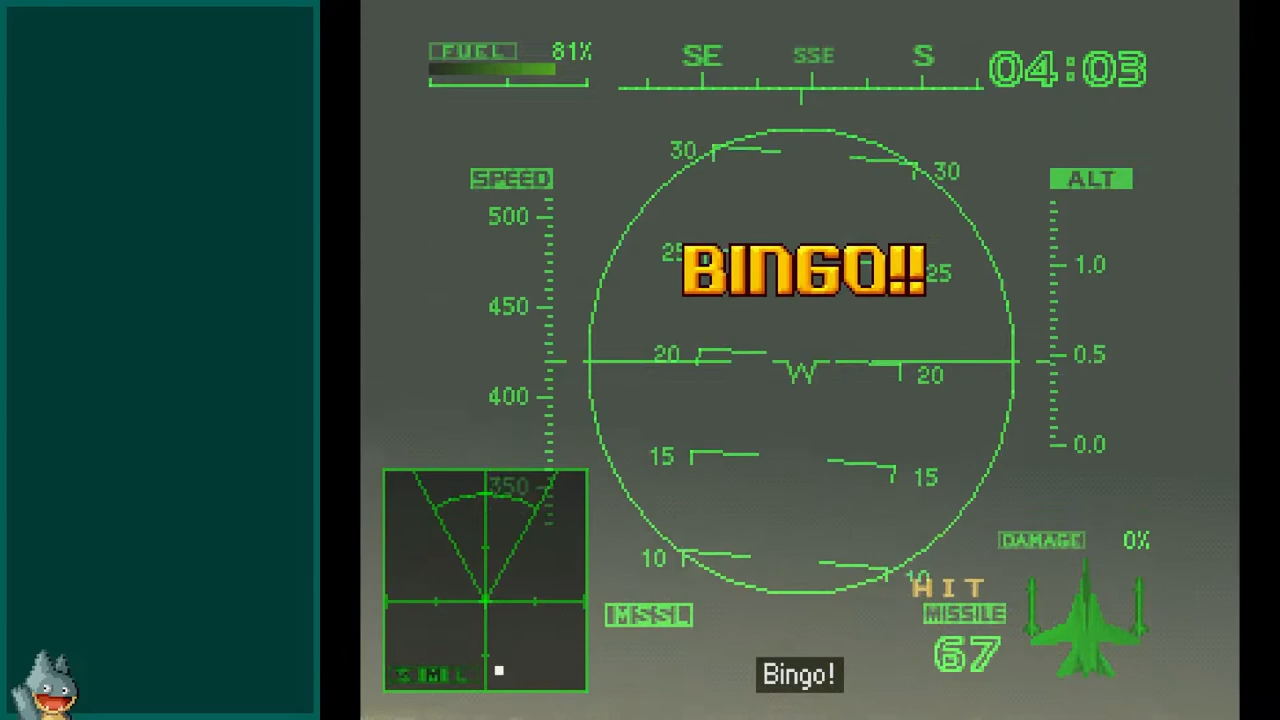 FUEL 81%
SE SSE S
04:03
SPEED
ALT
30 30
500
25 BINGO!! 25
1.0
450
20 20
0.5
400
15 15
0.0
350
10 10
DAMAGE 0%
HIT
MISSILE
67
S M L
Bingo!